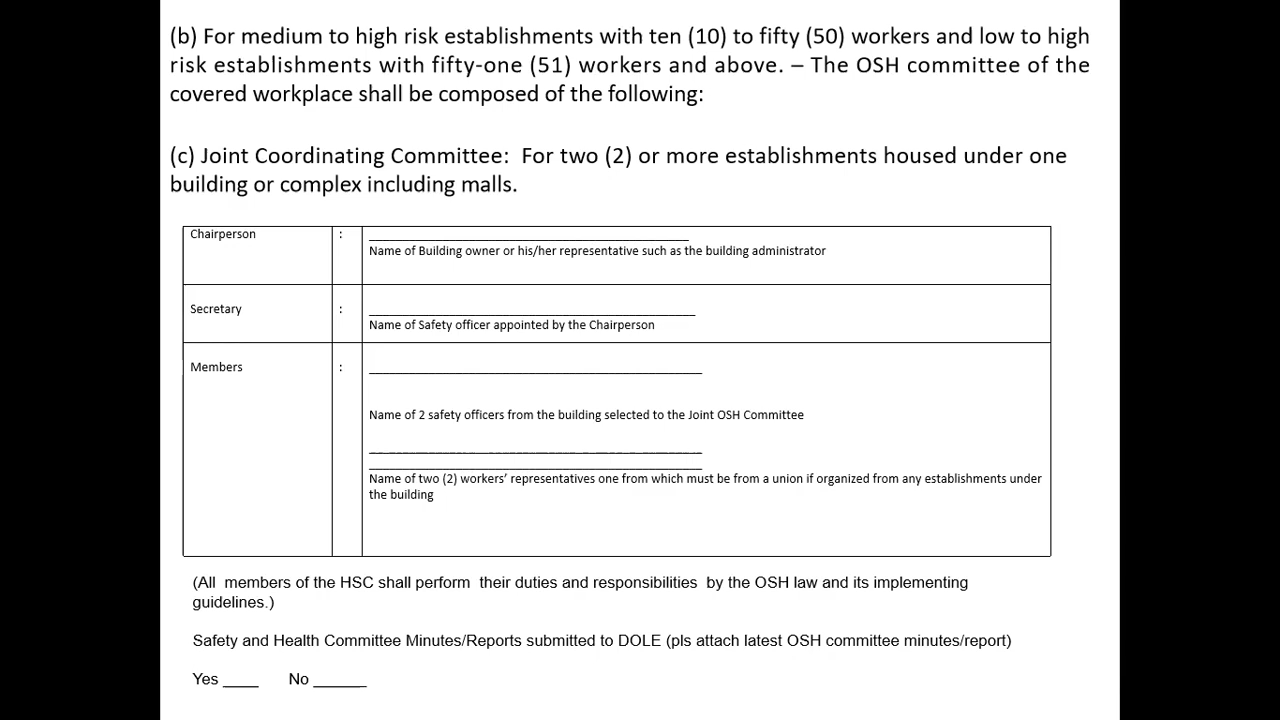 (b) For medium to high risk establishments with ten (10) to fifty (50) workers and low to high
risk establishments with fifty-one (51) workers and above. – The OSH committee of the
covered workplace shall be composed of the following:
(c) Joint Coordinating Committee: For two (2) or more establishments housed under one
building or complex including malls.
Chairperson : ____________________
Name of Building owner or his/her representative such as the building administrator
Secretary : ____________________
Name of Safety officer appointed by the Chairperson
Members : ____________________
Name of 2 safety officers from the building selected to the Joint OSH Committee
____________________
____________________
Name of two (2) workers’ representatives one from which must be from a union if organized from any establishments under
the building
(All members of the HSC shall perform their duties and responsibilities by the OSH law and its implementing
guidelines.)
Safety and Health Committee Minutes/Reports submitted to DOLE (pls attach latest OSH committee minutes/report)
Yes ____ No ______